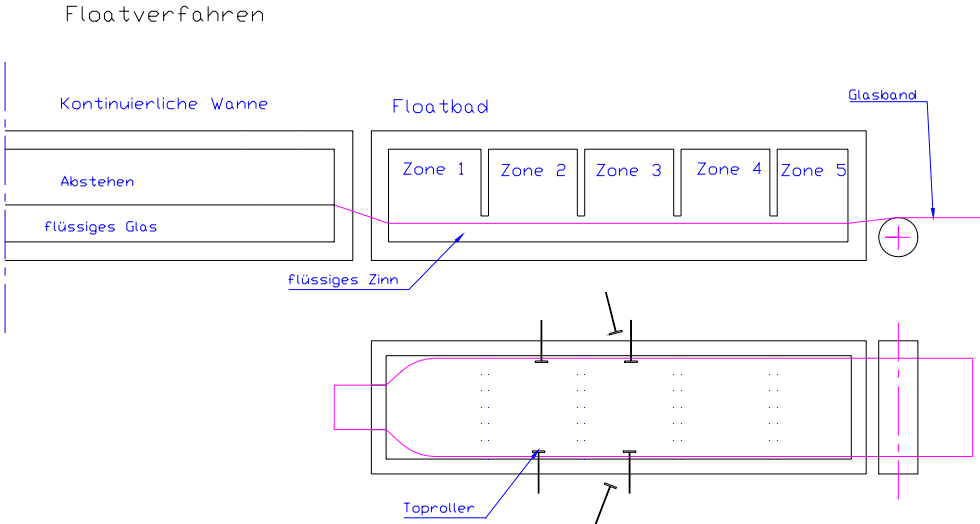 Floatverfahren
Kontinuierliche Wanne
Floatbad
Glasband
Zone 1
Zone 2
Zone 3
Zone 4
Zone 5
Abstehen
flüssiges Glas
flüssiges Zinn
Toproller